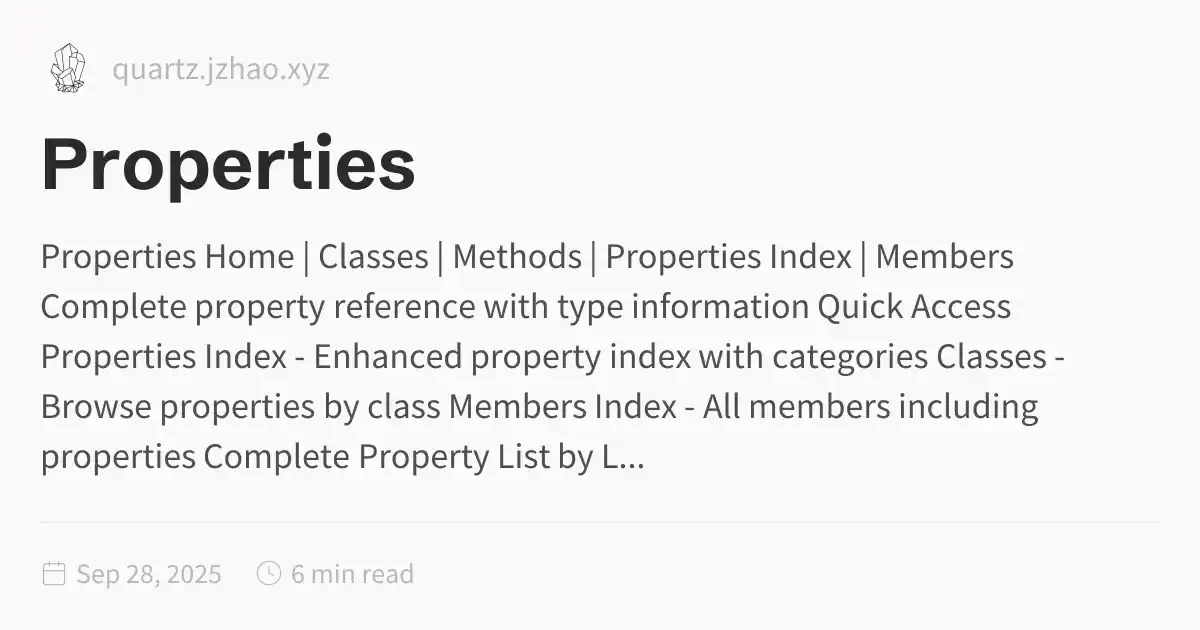 quartz.jzhao.xyz
Properties
Properties Home | Classes | Methods | Properties Index | Members
Complete property reference with type information Quick Access
Properties Index - Enhanced property index with categories Classes -
Browse properties by class Members Index - All members including
properties Complete Property List by L...
Sep 28, 2025 6 min read